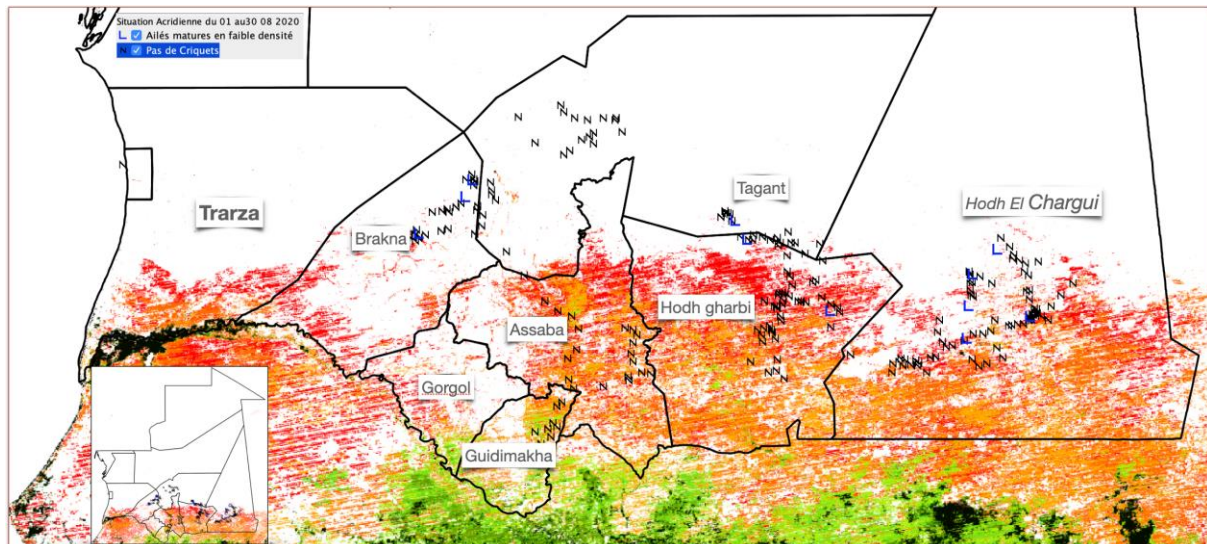 Situation Acridienne du 01 au30 08 2020
L Ailés matures en faible densité
N Pas de Criquets
Tagant
Hodh El Chargui
Trarza
Brakna
Hodh gharbi
Assaba
Gorgol
Guidimakha